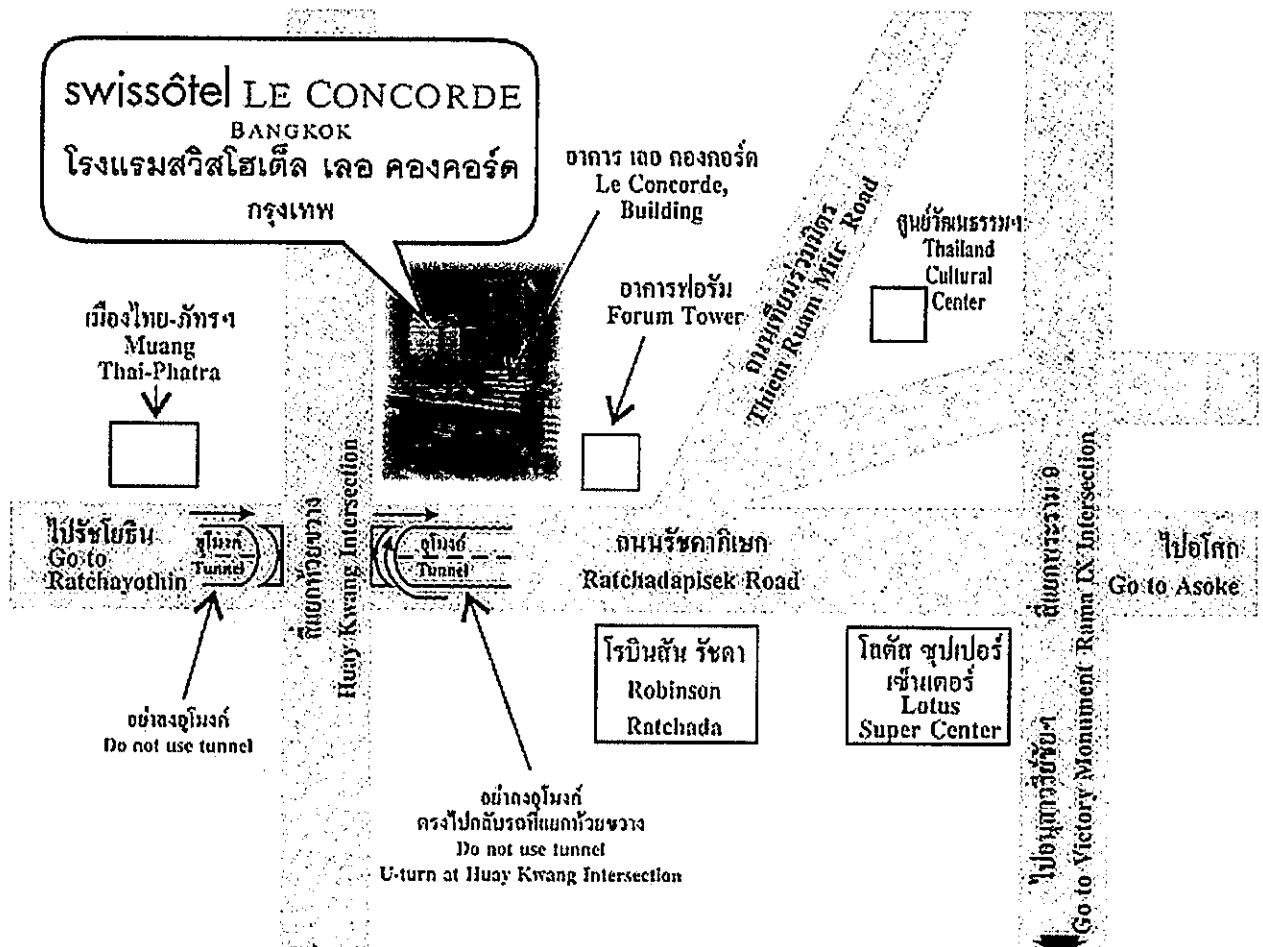 swissôtel LE CONCORDE
BANGKOK
โรงแรมสวิสโฮเต็ล เลอ คองคอร์ด
กรุงเทพ
อาคาร เลอ คองคอร์ด
Le Concorde,
Building
ถนนเทียมร่วมมิตร
Thiem Ruam Mitr Road
ศูนย์วัฒนธรรมฯ
Thailand
Cultural
Center
อาคารฟอรัม
Forum Tower
เมืองไทย-ภัทรฯ
Muang
Thai-Phatra
ไปรัชโยธิน
Go to
Ratchayothin
อุโมงค์
Tunnel
สี่แยกห้วยขวาง
Huay Kwang Intersection
อุโมงค์
Tunnel
ถนนรัชดาภิเษก
Ratchadapisek Road
สี่แยกพระราม 9
Rama IX Intersection
ไปอโศก
Go to Asoke
อย่าลงอุโมงค์
Do not use tunnel
โรบินสัน รัชดา
Robinson
Ratchada
โลตัส ซุปเปอร์
เซ็นเตอร์
Lotus
Super Center
ไปอนุสาวรีย์ชัยฯ
Go to Victory Monument
อย่าลงอุโมงค์
ตรงไปกลับรถที่แยกห้วยขวาง
Do not use tunnel
U-turn at Huay Kwang Intersection